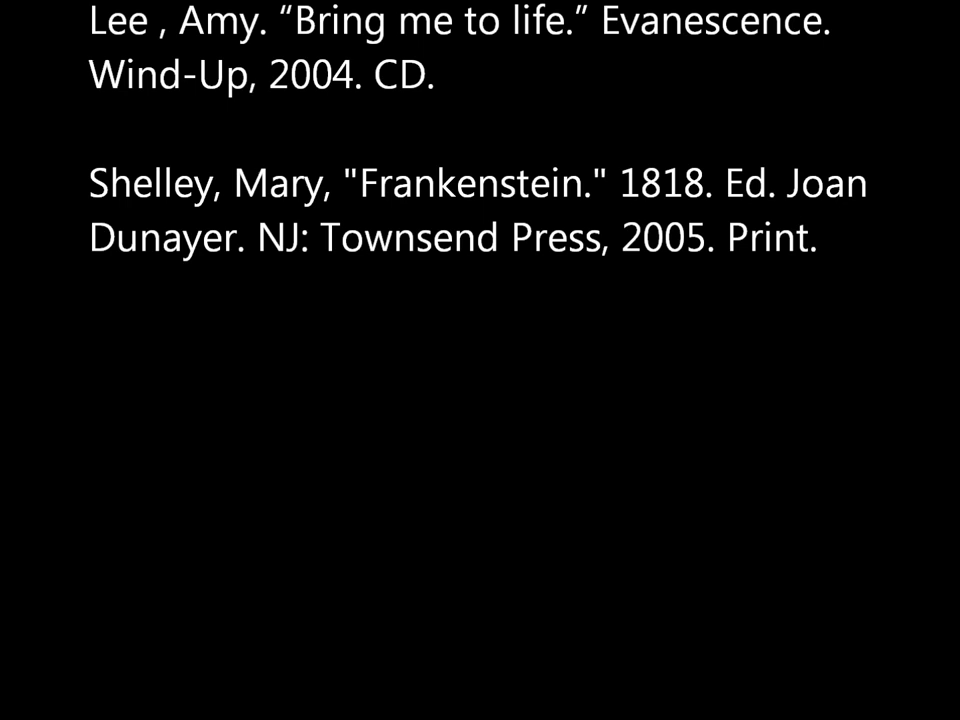 Lee , Amy. “Bring me to life.” Evanescence.
Wind-Up, 2004. CD.
Shelley, Mary, "Frankenstein." 1818. Ed. Joan
Dunayer. NJ: Townsend Press, 2005. Print.